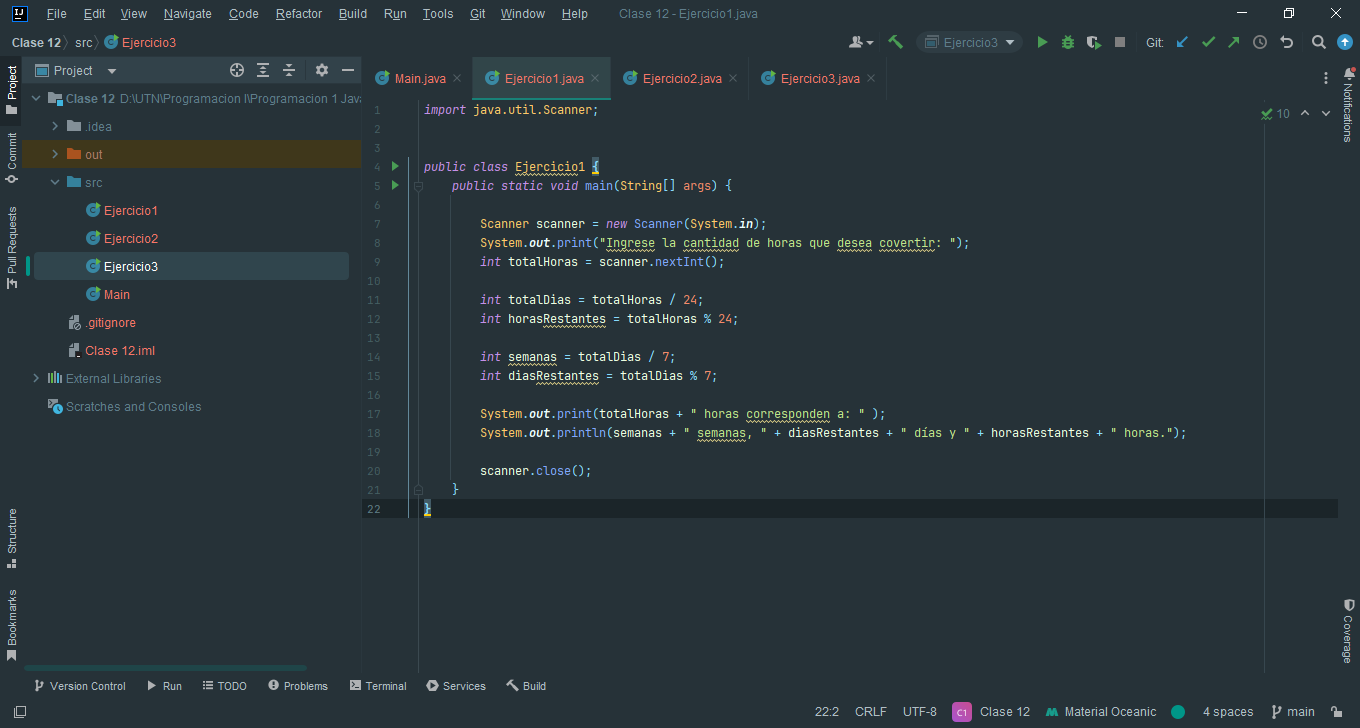 File Edit View Navigate Code Refactor Build Run Tools Git Window Help Clase 12 - Ejercicio1.java
Clase 12 src Ejercicio3 Ejercicio3 Git:
Project
Commit
Pull Requests
Structure
Bookmarks
Project
Clase 12 D:\UTN\Programacion I\Programacion 1 Java
.idea
out
src
Ejercicio1
Ejercicio2
Ejercicio3
Main
.gitignore
Clase 12.iml
External Libraries
Scratches and Consoles
Main.java Ejercicio1.java Ejercicio2.java Ejercicio3.java
10
1 import java.util.Scanner;
2
3
4 public class Ejercicio1 {
5 public static void main(String[] args) {
6
7 Scanner scanner = new Scanner(System.in);
8 System.out.print("Ingrese la cantidad de horas que desea covertir: ");
9 int totalHoras = scanner.nextInt();
10
11 int totalDias = totalHoras / 24;
12 int horasRestantes = totalHoras % 24;
13
14 int semanas = totalDias / 7;
15 int diasRestantes = totalDias % 7;
16
17 System.out.print(totalHoras + " horas corresponden a: " );
18 System.out.println(semanas + " semanas, " + diasRestantes + " días y " + horasRestantes + " horas.");
19
20 scanner.close();
21 }
22 }
Notifications
Coverage
Version Control Run TODO Problems Terminal Services Build
22:2 CRLF UTF-8 C1 Clase 12 Material Oceanic 4 spaces main